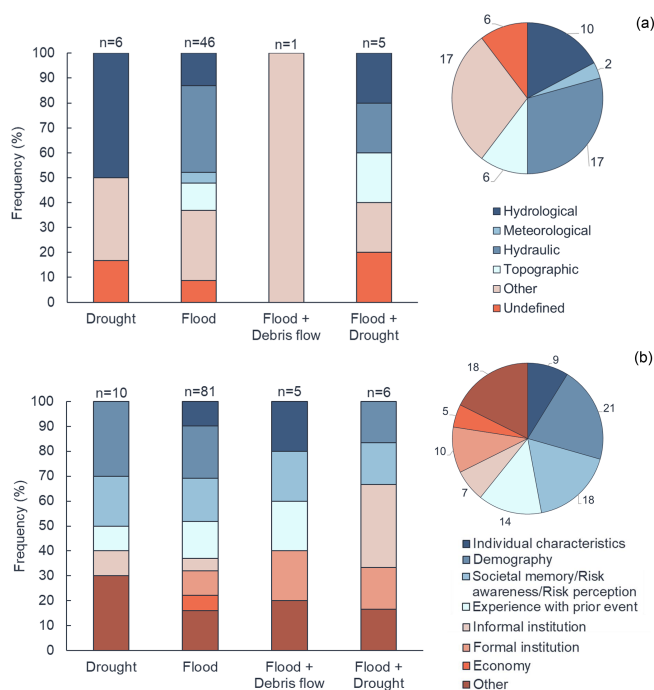 (a)
n=6
n=46
n=1
n=5
100
90
80
70
60
50
40
30
20
10
0
Frequency (%)
Drought
Flood
Flood +
Debris flow
Flood +
Drought
6
10
2
17
6
17
Hydrological
Meteorological
Hydraulic
Topographic
Other
Undefined
(b)
n=10
n=81
n=5
n=6
100
90
80
70
60
50
40
30
20
10
0
Frequency (%)
Drought
Flood
Flood +
Debris flow
Flood +
Drought
18
9
21
18
14
7
10
5
Individual characteristics
Demography
Societal memory/Risk
awareness/Risk perception
Experience with prior event
Informal institution
Formal institution
Economy
Other